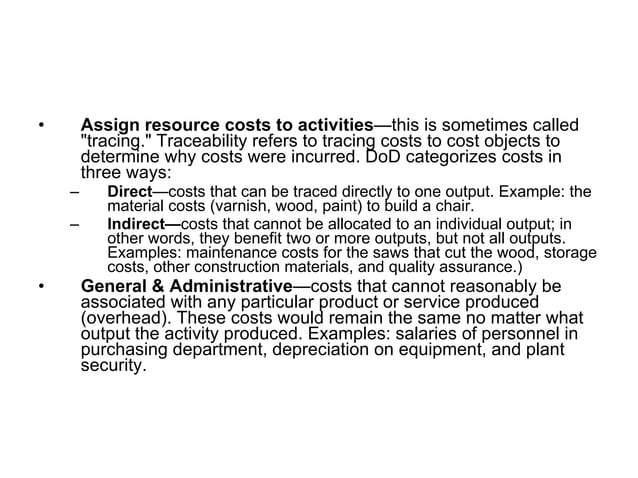 • Assign resource costs to activities—this is sometimes called
"tracing." Traceability refers to tracing costs to cost objects to
determine why costs were incurred. DoD categorizes costs in
three ways:
– Direct—costs that can be traced directly to one output. Example: the
material costs (varnish, wood, paint) to build a chair.
– Indirect—costs that cannot be allocated to an individual output; in
other words, they benefit two or more outputs, but not all outputs.
Examples: maintenance costs for the saws that cut the wood, storage
costs, other construction materials, and quality assurance.)
• General & Administrative—costs that cannot reasonably be
associated with any particular product or service produced
(overhead). These costs would remain the same no matter what
output the activity produced. Examples: salaries of personnel in
purchasing department, depreciation on equipment, and plant
security.